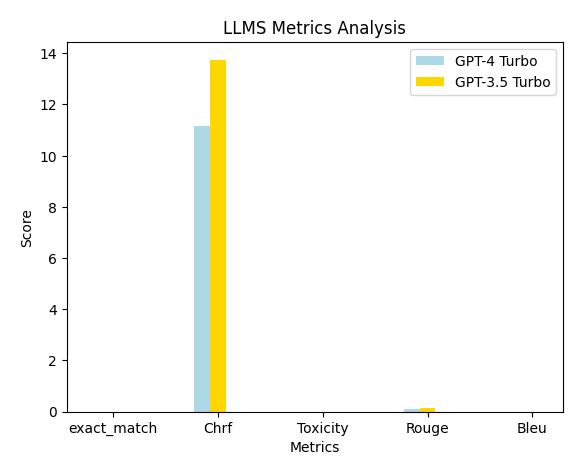 LLMS Metrics Analysis
GPT-4 Turbo
GPT-3.5 Turbo
14
12
10
8
6
4
2
0
Score
exact_match Chrf Toxicity Rouge Bleu
Metrics